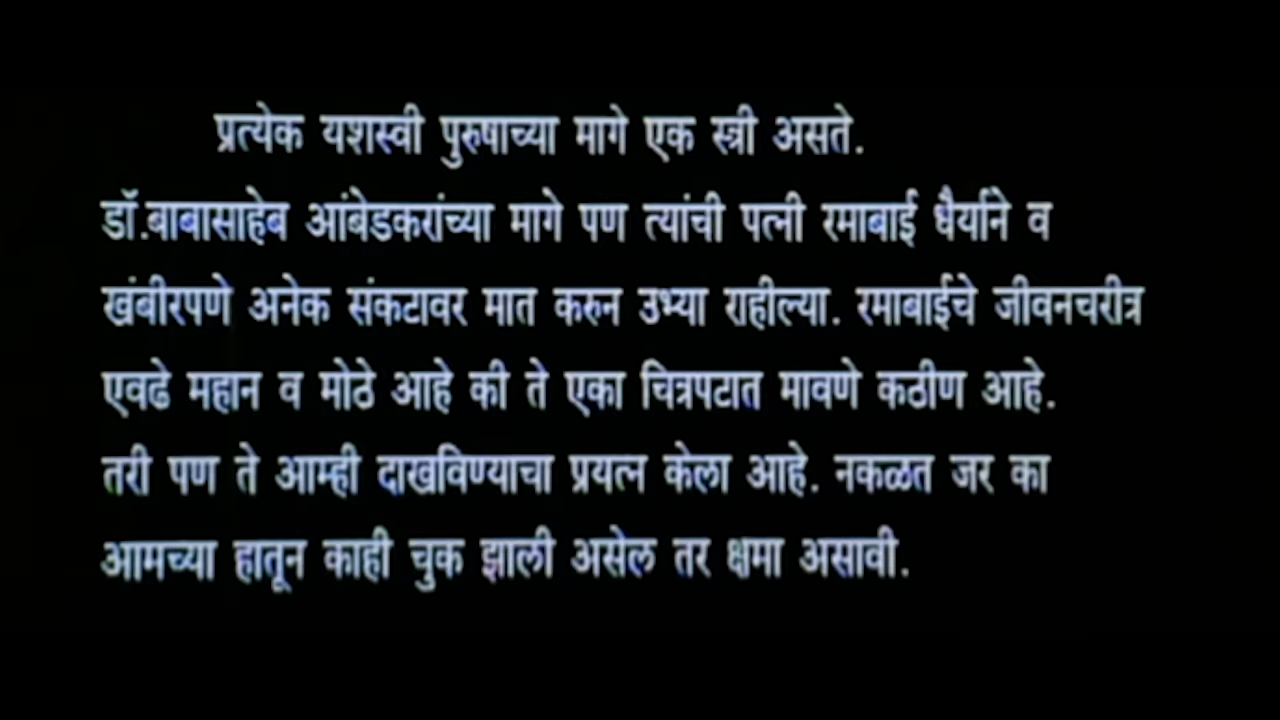 प्रत्येक यशस्वी पुरुषाच्या मागे एक स्त्री असते.
डॉ.बाबासाहेब आंबेडकरांच्या मागे पण त्यांची पत्नी रमाबाई धैर्याने व
खंबीरपणे अनेक संकटावर मात करुन उभ्या राहील्या. रमाबाईचे जीवनचरीत्र
एवढे महान व मोठे आहे की ते एका चित्रपटात मावणे कठीण आहे.
तरी पण ते आम्ही दाखविण्याचा प्रयत्न केला आहे. नकळत जर का
आमच्या हातून काही चुक झाली असेल तर क्षमा असावी.